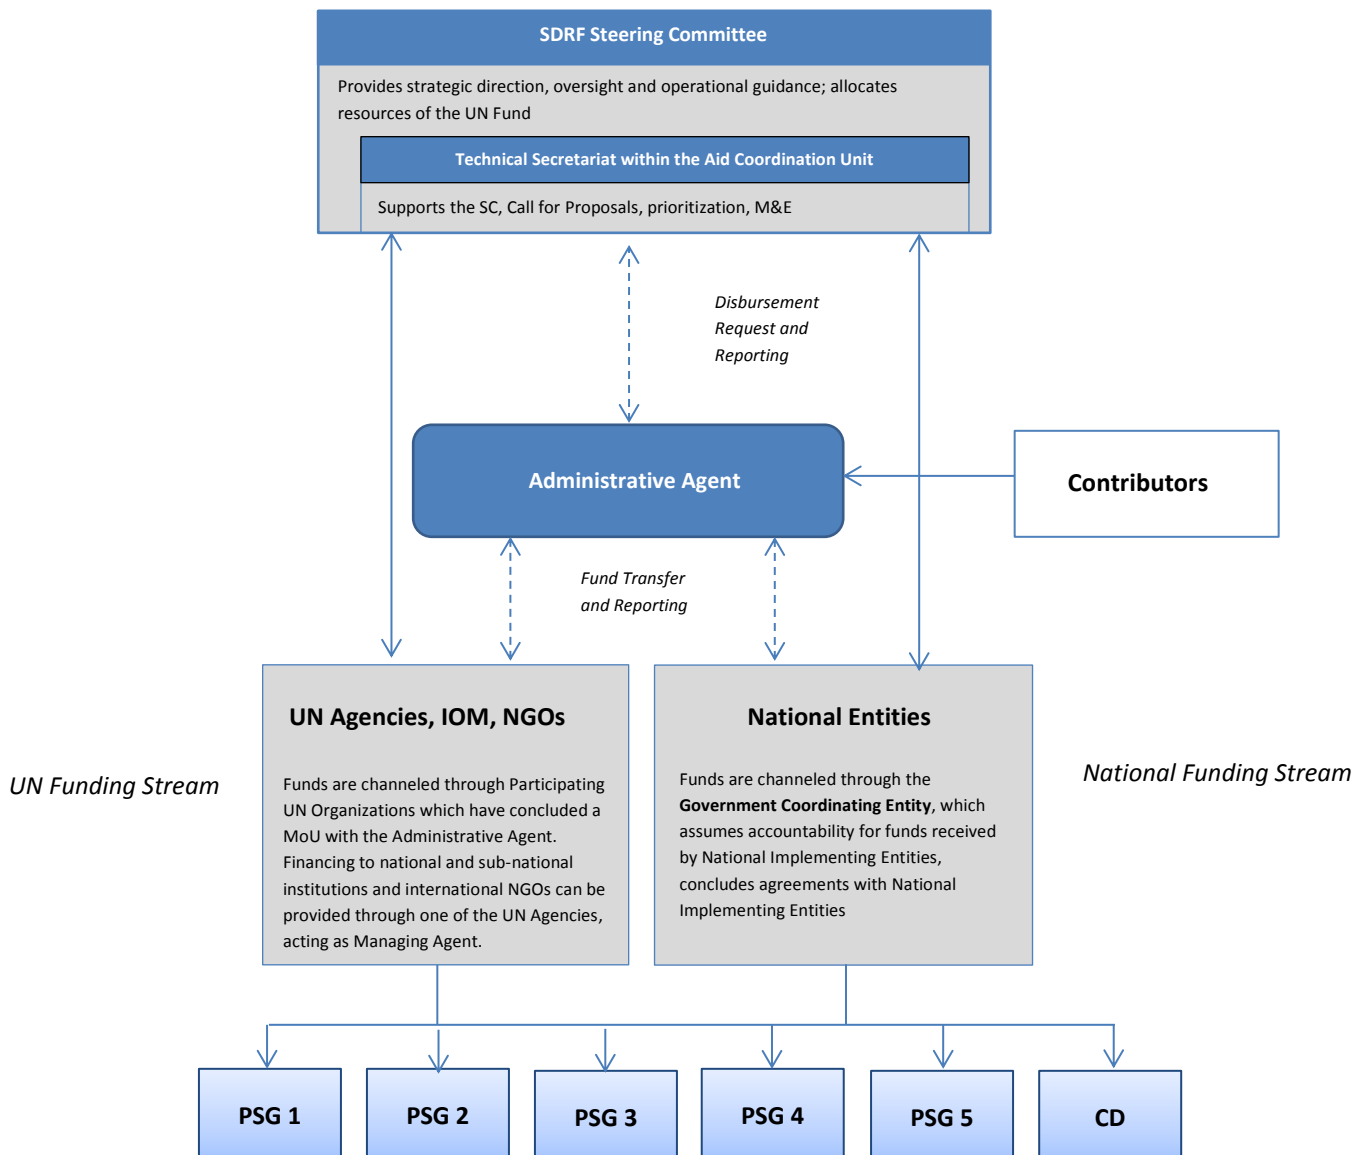 SDRF Steering Committee
Provides strategic direction, oversight and operational guidance; allocates
resources of the UN Fund
Technical Secretariat within the Aid Coordination Unit
Supports the SC, Call for Proposals, prioritization, M&E
Disbursement
Request and
Reporting
Administrative Agent
Contributors
Fund Transfer
and Reporting
UN Funding Stream
UN Agencies, IOM, NGOs
Funds are channeled through Participating
UN Organizations which have concluded a
MoU with the Administrative Agent.
Financing to national and sub-national
institutions and international NGOs can be
provided through one of the UN Agencies,
acting as Managing Agent.
National Entities
Funds are channeled through the
Government Coordinating Entity, which
assumes accountability for funds received
by National Implementing Entities,
concludes agreements with National
Implementing Entities
National Funding Stream
PSG 1
PSG 2
PSG 3
PSG 4
PSG 5
CD